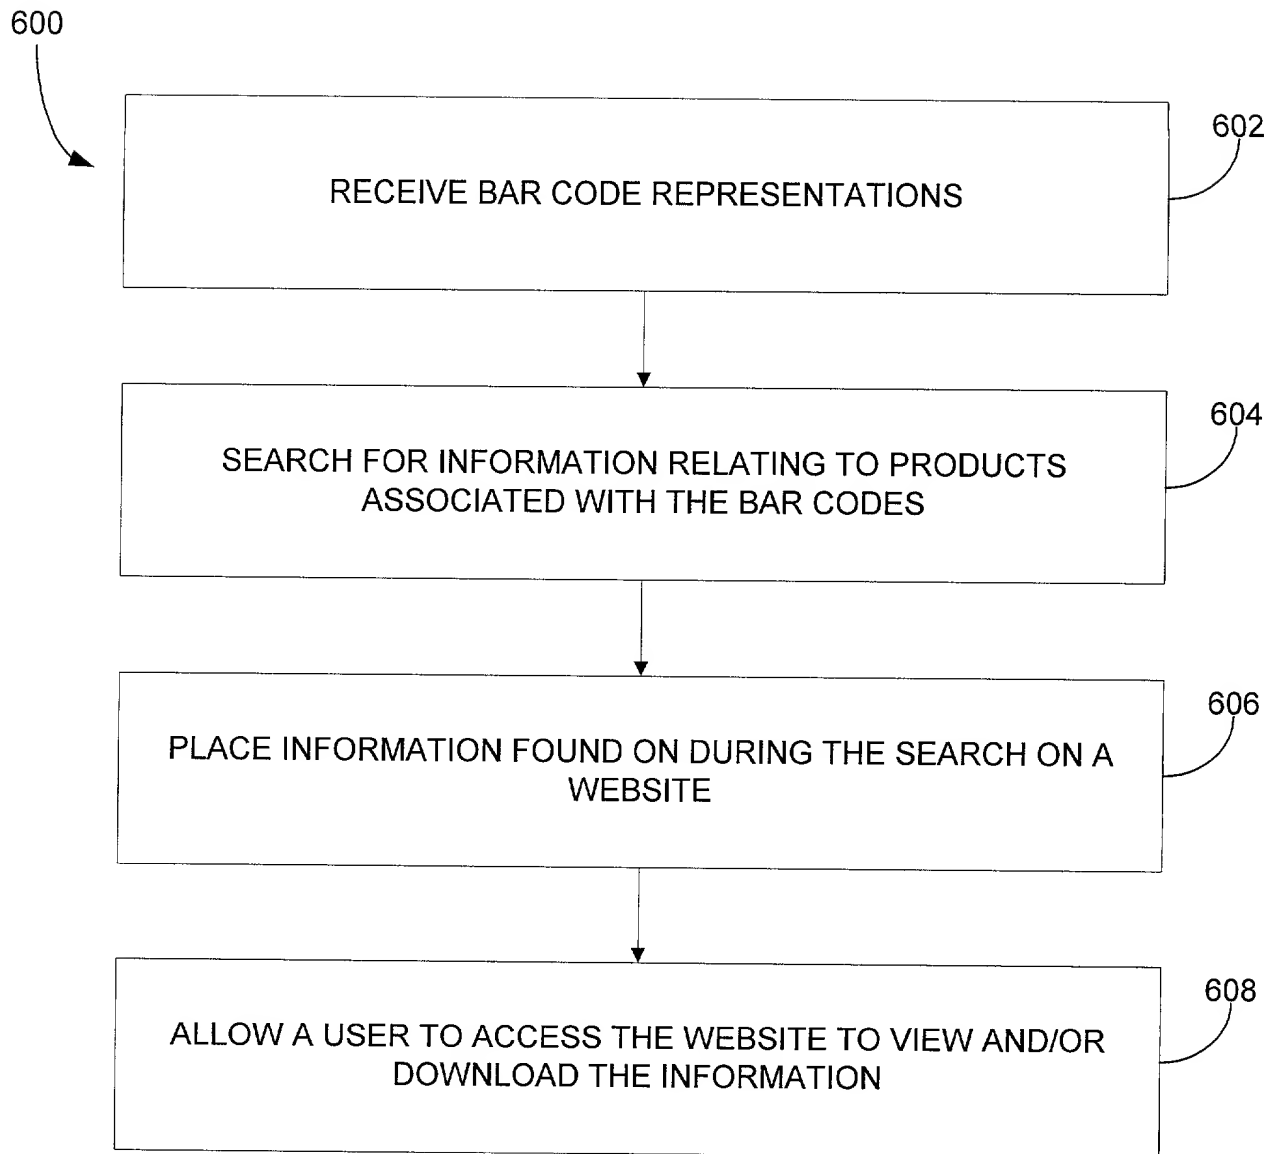 600
602
RECEIVE BAR CODE REPRESENTATIONS
604
SEARCH FOR INFORMATION RELATING TO PRODUCTS
ASSOCIATED WITH THE BAR CODES
606
PLACE INFORMATION FOUND ON DURING THE SEARCH ON A
WEBSITE
608
ALLOW A USER TO ACCESS THE WEBSITE TO VIEW AND/OR
DOWNLOAD THE INFORMATION